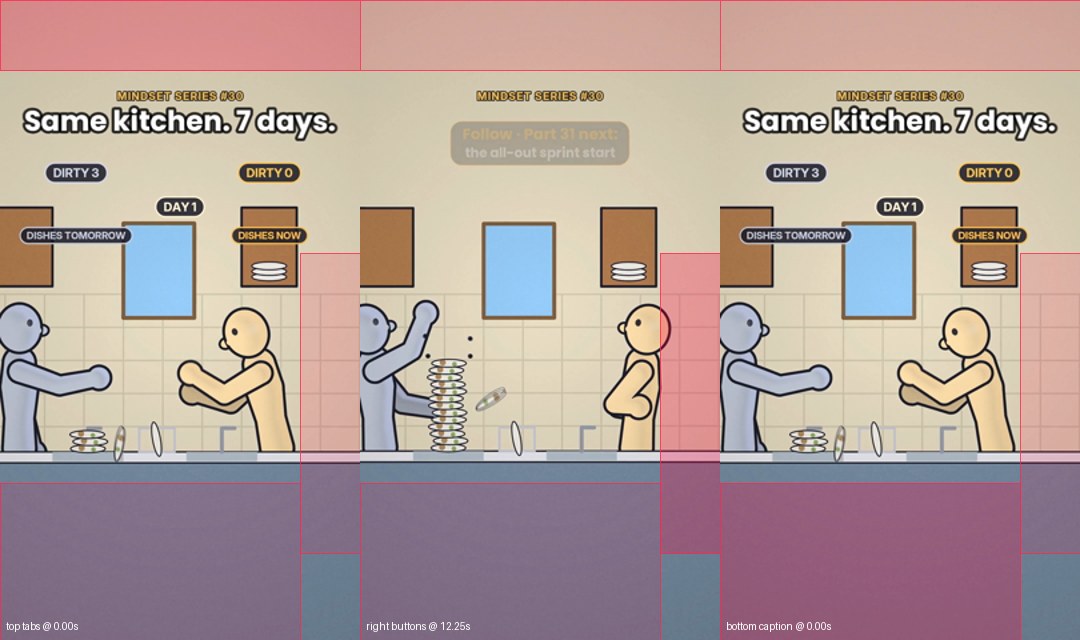 MINDSET SERIES #30
Same kitchen. 7 days.
DIRTY 3
DIRTY 0
DAY 1
DISHES TOMORROW
DISHES NOW
top tabs @ 0.00s
MINDSET SERIES #30
Follow · Part 31 next:
the all-out sprint start
right buttons @ 12.25s
MINDSET SERIES #30
Same kitchen. 7 days.
DIRTY 3
DIRTY 0
DAY 1
DISHES TOMORROW
DISHES NOW
bottom caption @ 0.00s